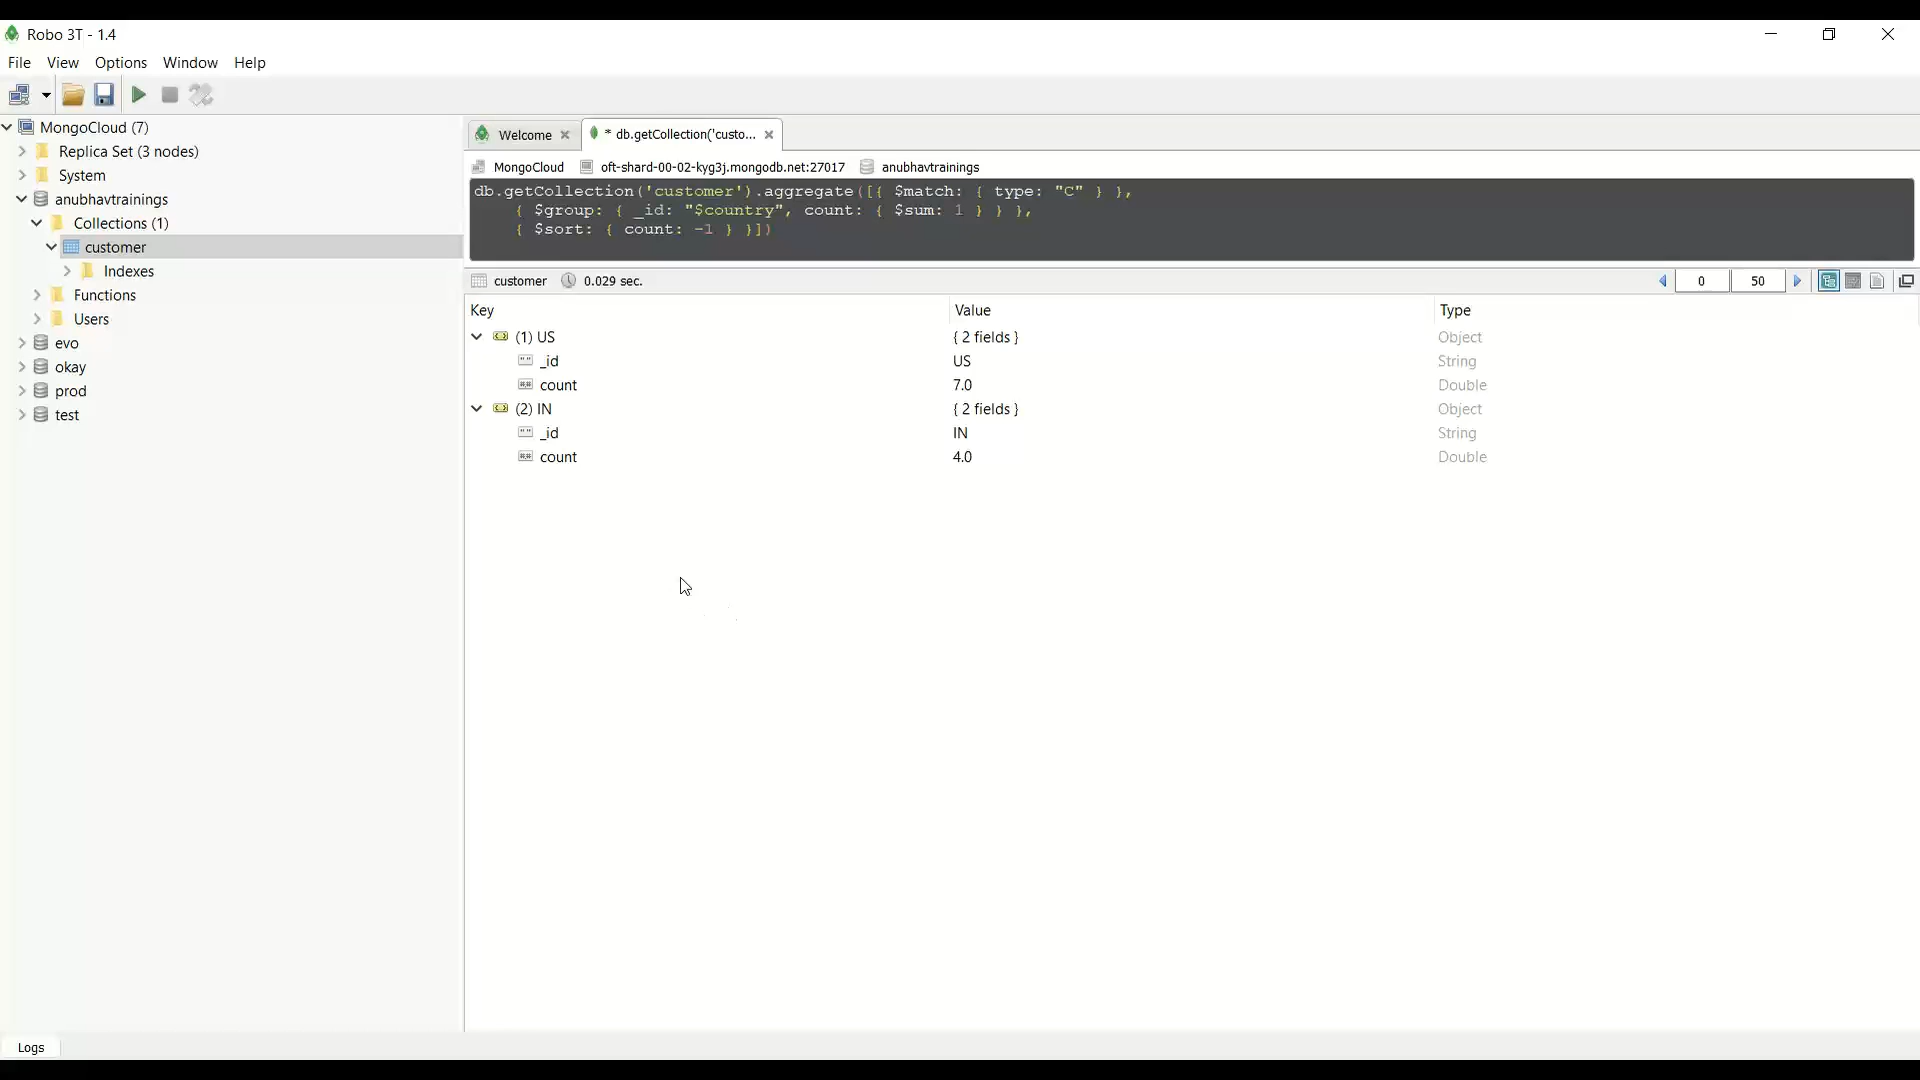 Robo 3T - 1.4
File View Options Window Help
MongoCloud (7)
Replica Set (3 nodes)
System
anubhavtrainings
Collections (1)
customer
Indexes
Functions
Users
evo
okay
prod
test
Welcome * db.getCollection('custo...
MongoCloud oft-shard-00-02-kyg3j.mongodb.net:27017 anubhavtrainings
db.getCollection('customer').aggregate([{ $match: { type: "C" } },
{ $group: { _id: "$country", count: { $sum: 1 } } },
{ $sort: { count: -1 } }])
customer 0.029 sec. 0 50
Key Value Type
(1) US { 2 fields } Object
_id US String
count 7.0 Double
(2) IN { 2 fields } Object
_id IN String
count 4.0 Double
Logs